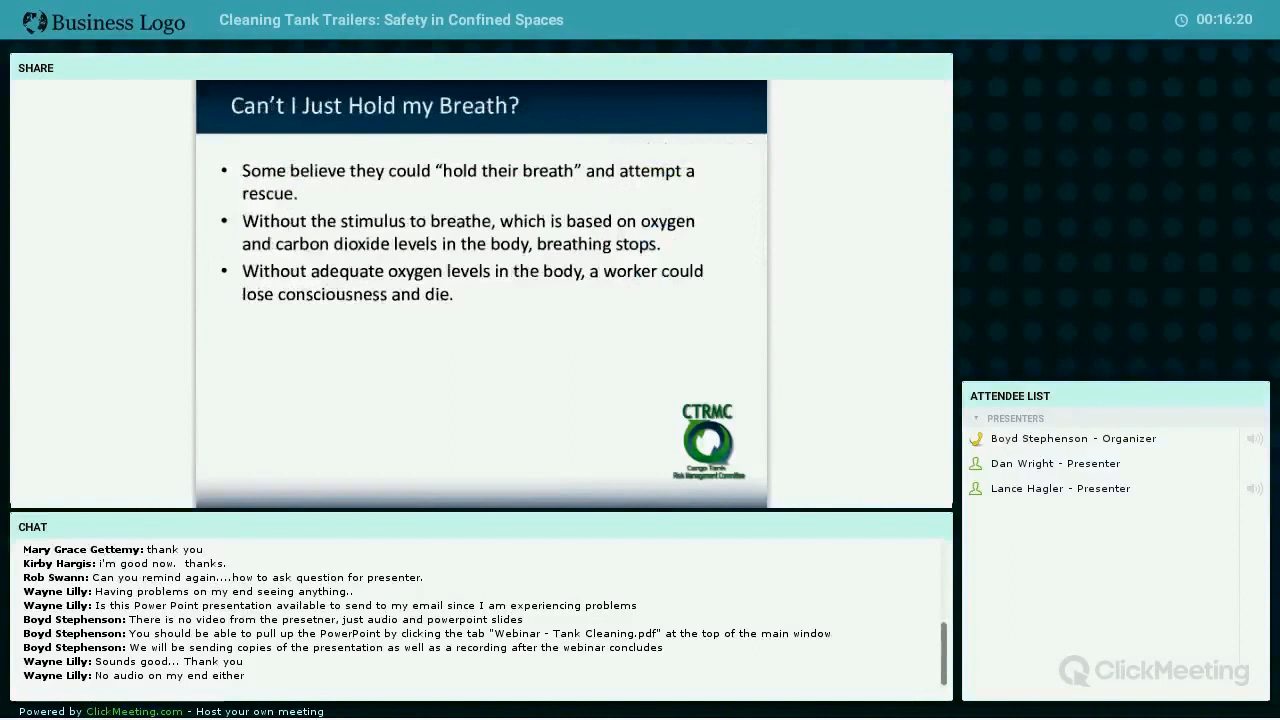 Business Logo
Cleaning Tank Trailers: Safety in Confined Spaces
00:16:20
SHARE
Can’t I Just Hold my Breath?
• Some believe they could “hold their breath” and attempt a
rescue.
• Without the stimulus to breathe, which is based on oxygen
and carbon dioxide levels in the body, breathing stops.
• Without adequate oxygen levels in the body, a worker could
lose consciousness and die.
CTRMC
Cargo Tank
Risk Management Committee
ATTENDEE LIST
PRESENTERS
Boyd Stephenson - Organizer
Dan Wright - Presenter
Lance Hagler - Presenter
CHAT
Mary Grace Gettemy: thank you
Kirby Hargis: i'm good now.  thanks.
Rob Swann: Can you remind again....how to ask question for presenter.
Wayne Lilly: Having problems on my end seeing anything..
Wayne Lilly: Is this Power Point presentation available to send to my email since I am experiencing problems
Boyd Stephenson: There is no video from the presetner, just audio and powerpoint slides
Boyd Stephenson: You should be able to pull up the PowerPoint by clicking the tab "Webinar - Tank Cleaning.pdf" at the top of the main window
Boyd Stephenson: We will be sending copies of the presentation as well as a recording after the webinar concludes
Wayne Lilly: Sounds good... Thank you
Wayne Lilly: No audio on my end either
ClickMeeting
Powered by ClickMeeting.com - Host your own meeting